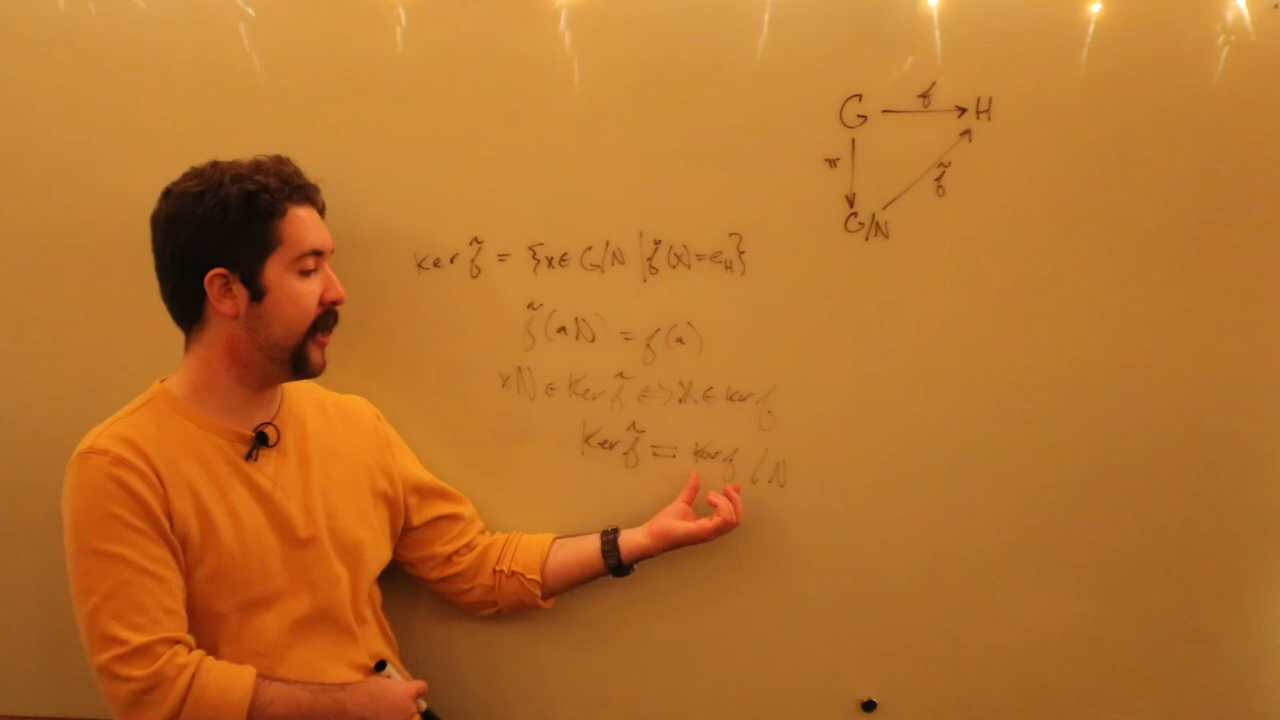 G f H
π f̃
G/N
ker f̃ = {x∈ G/N | f̃(x)=e_H}
f̃(aN) = f(a)
xN ∈ ker f̃ <=> x ∈ ker f
ker f̃ = ker f / N